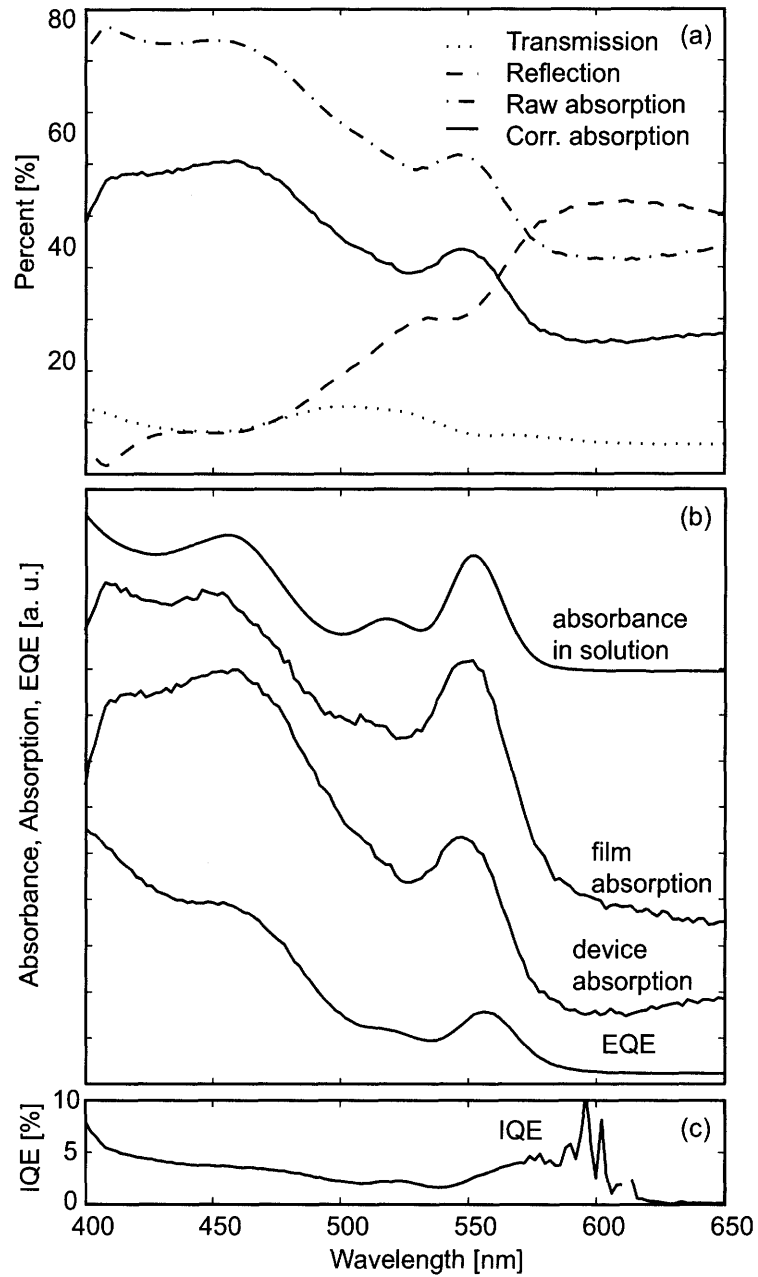 80
60
40
20
Percent [%]
(a)
Transmission
Reflection
Raw absorption
Corr. absorption
Absorbance, Absorption, EQE [a. u.]
(b)
absorbance
in solution
film
absorption
device
absorption
EQE
IQE [%]
10
5
0
IQE
(c)
400
450
500
550
600
650
Wavelength [nm]